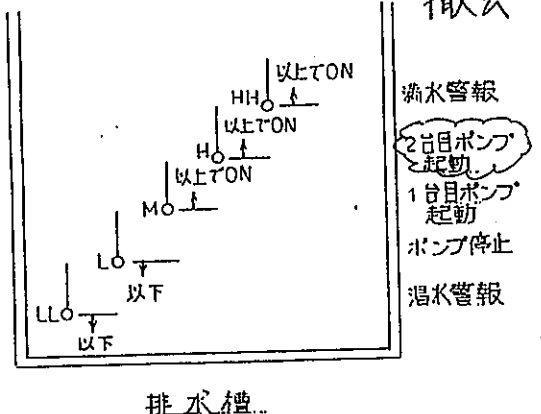 以上でON
HH
満水警報
以上でON
H
2台目ポンプ
起動
以上でON
M
1台目ポンプ
起動
L
以下
ポンプ停止
LL
以下
渇水警報
排水槽